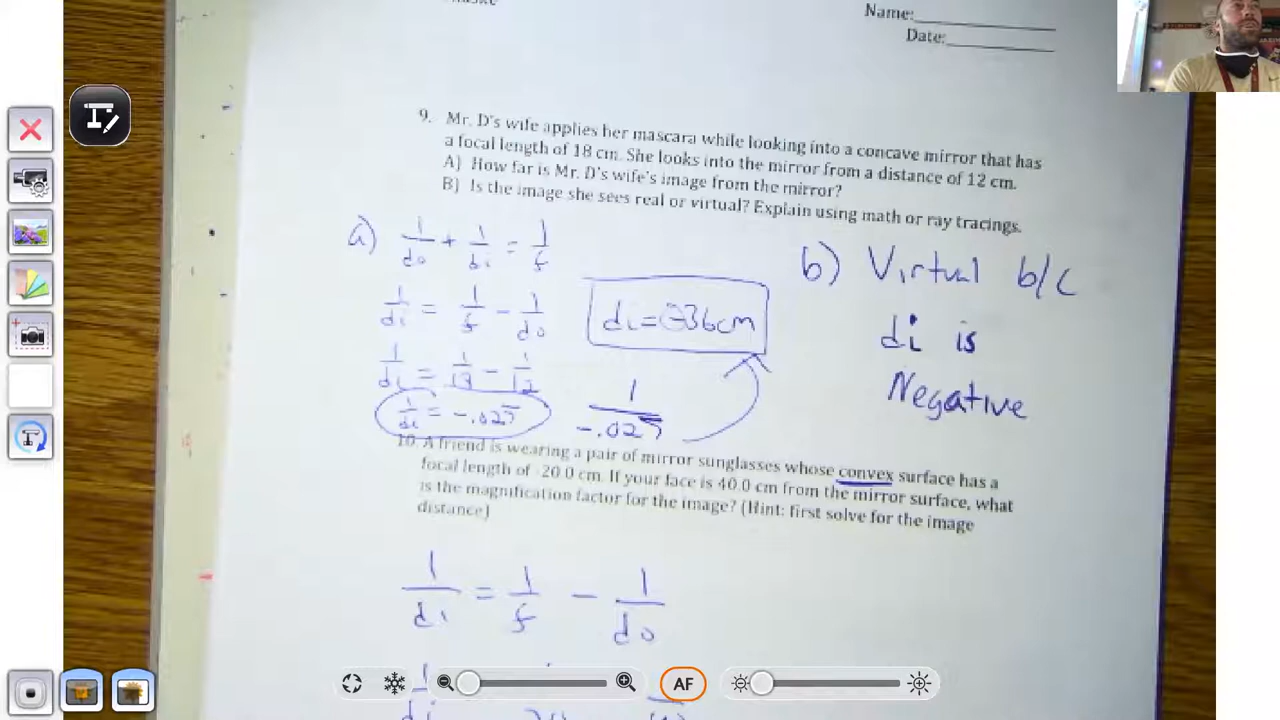 Name:
Date:
9. Mr. D's wife applies her mascara while looking into a concave mirror that has
a focal length of 18 cm. She looks into the mirror from a distance of 12 cm.
A) How far is Mr. D's wife's image from the mirror?
B) Is the image she sees real or virtual? Explain using math or ray tracings.
a) 1/do + 1/di = 1/f
1/di = 1/f - 1/do
1/di = 1/18 - 1/12
1/di = -.027
di = -36cm
1/-.027
b) Virtual b/c
di is
Negative
10. A friend is wearing a pair of mirror sunglasses whose convex surface has a
focal length of -20.0 cm. If your face is 40.0 cm from the mirror surface, what
is the magnification factor for the image? (Hint: first solve for the image
distance)
1/di = 1/f - 1/do
AF